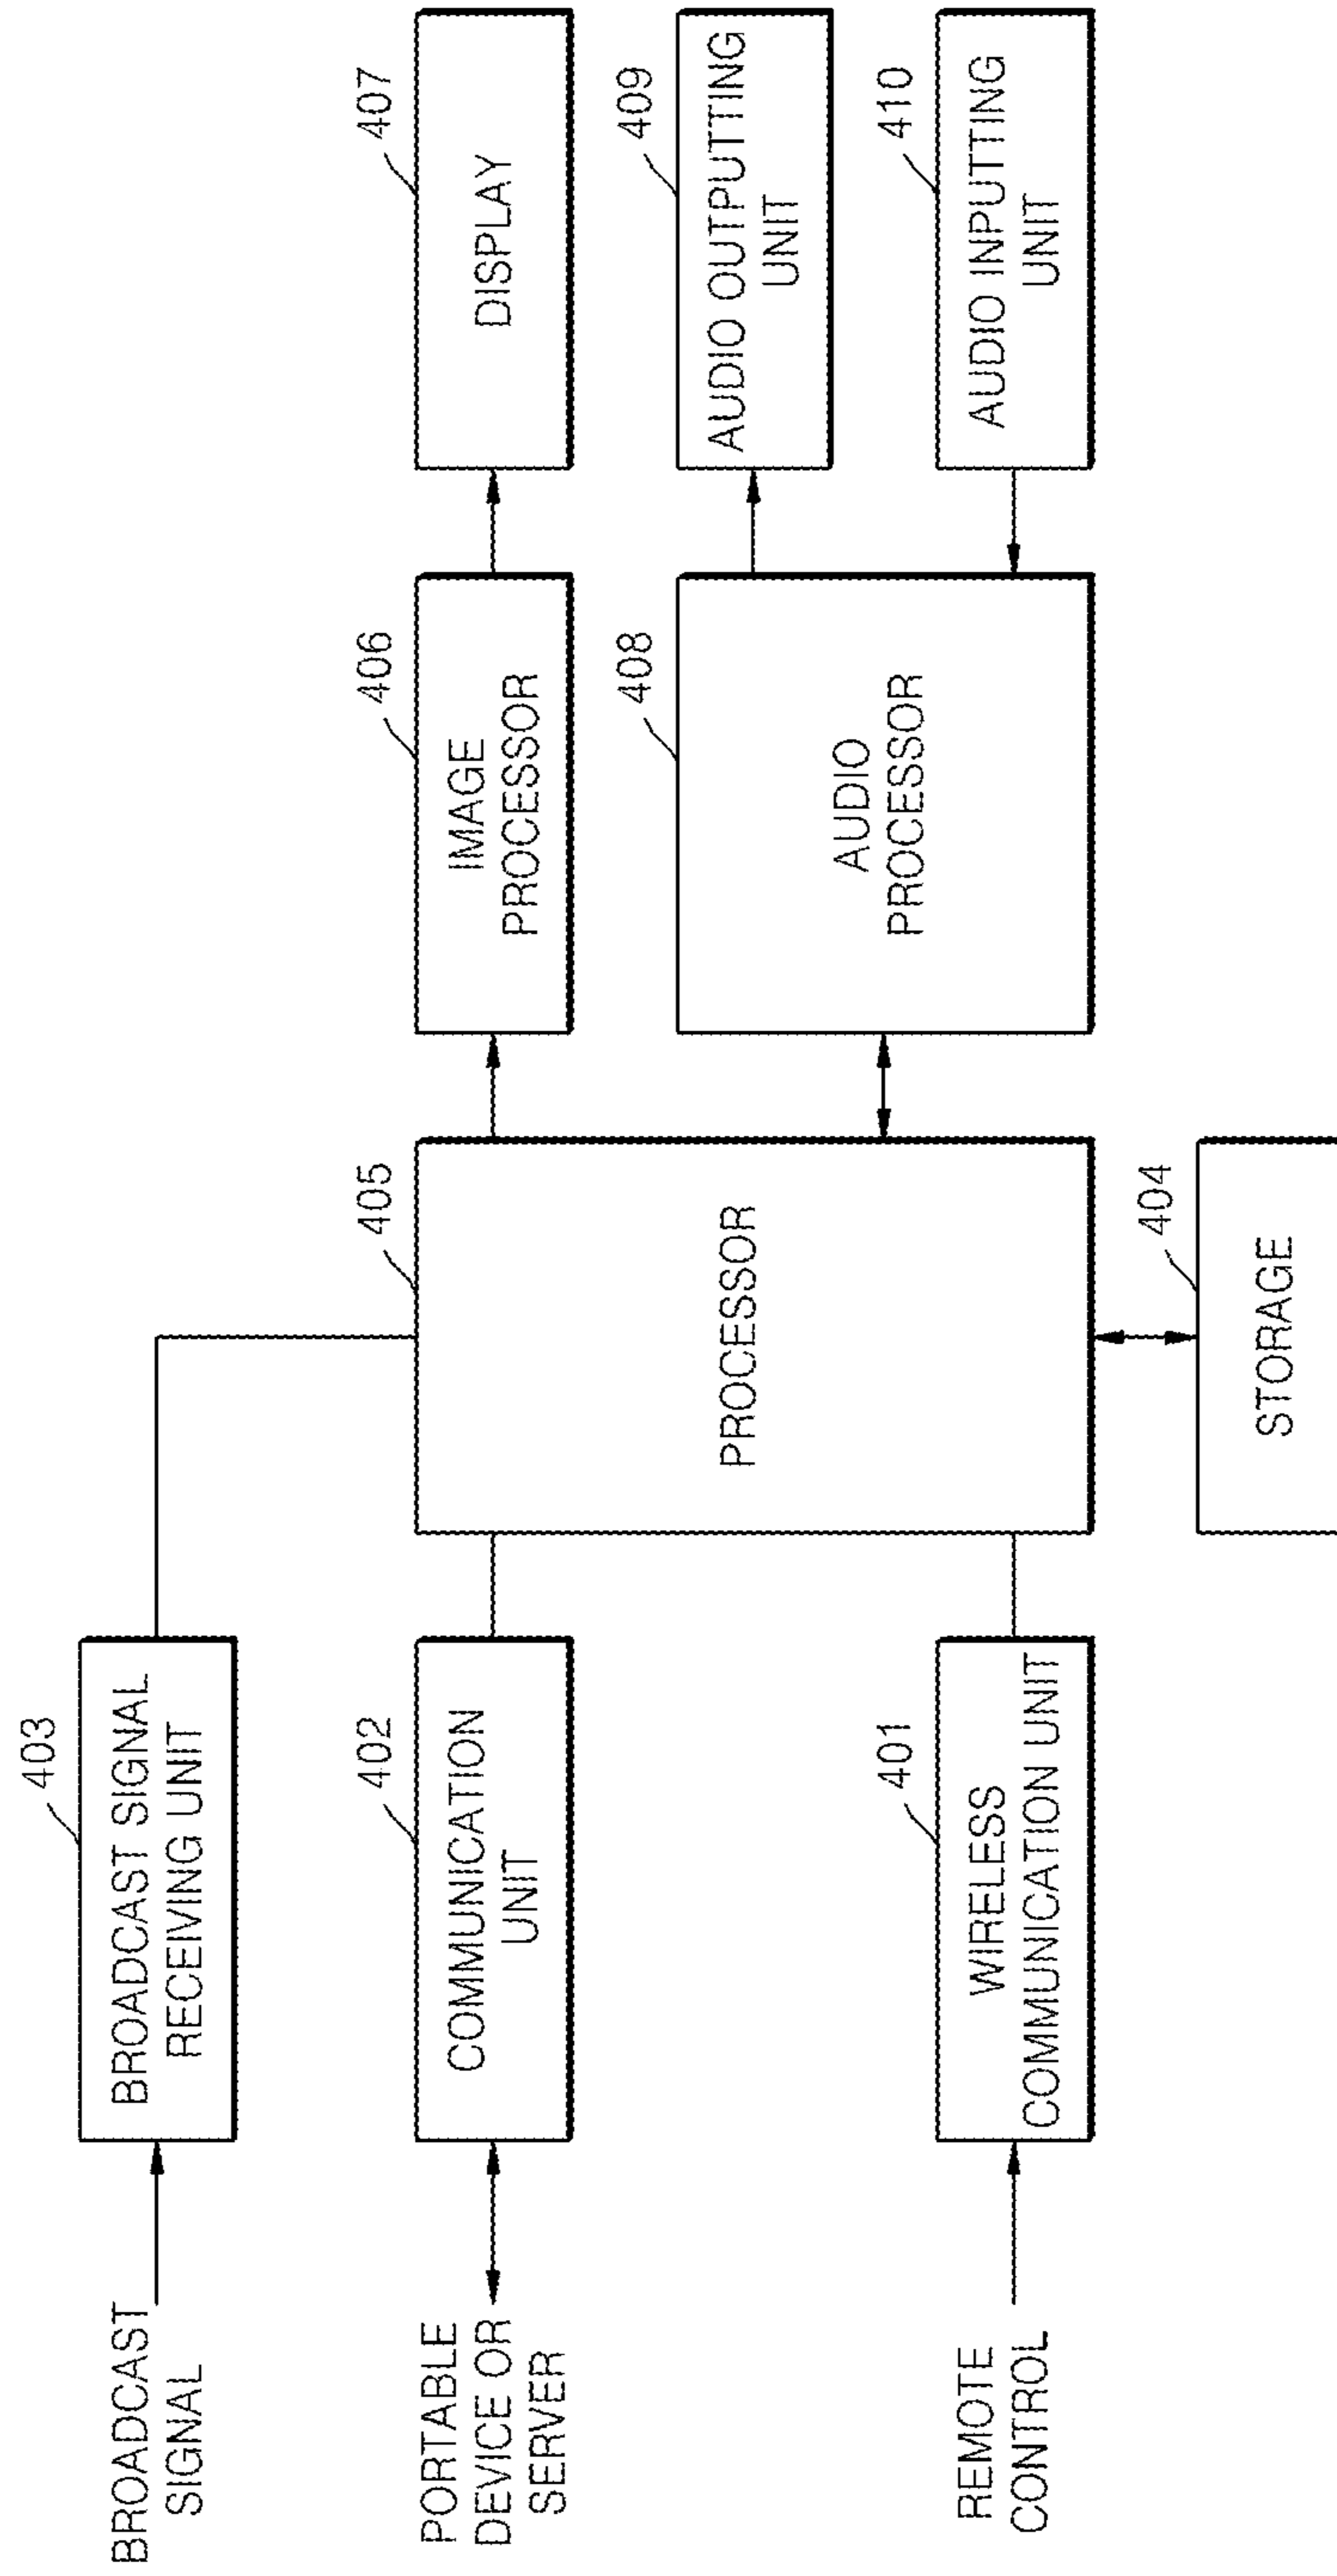 BROADCAST
SIGNAL
403
BROADCAST SIGNAL
RECEIVING UNIT
PORTABLE
DEVICE OR
SERVER
402
COMMUNICATION
UNIT
405
PROCESSOR
406
IMAGE
PROCESSOR
407
DISPLAY
408
AUDIO
PROCESSOR
409
AUDIO OUTPUTTING
UNIT
REMOTE
CONTROL
401
WIRELESS
COMMUNICATION UNIT
410
AUDIO INPUTTING
UNIT
404
STORAGE